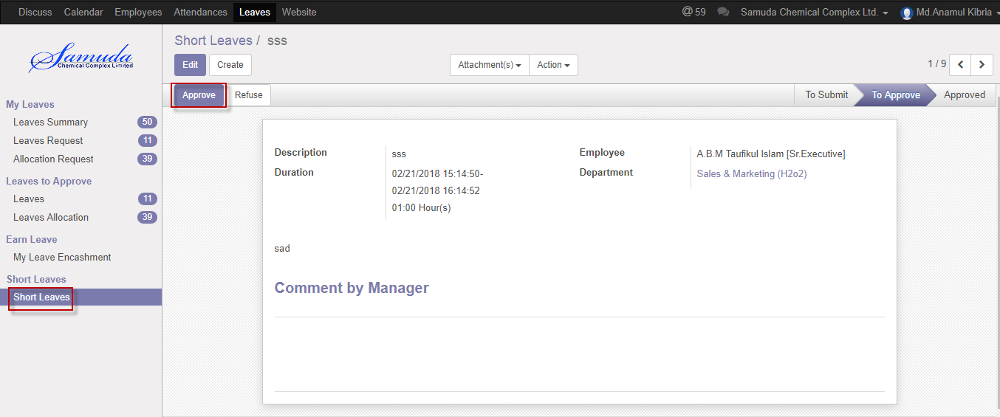 Discuss Calendar Employees Attendances Leaves Website @ 59 Samuda Chemical Complex Ltd. Md.Anamul Kibria
Samuda
Chemical Complex Limited
Short Leaves / sss
Edit Create Attachment(s) Action 1 / 9
Approve Refuse To Submit To Approve Approved
My Leaves
Leaves Summary 50
Leaves Request 11
Allocation Request 39
Leaves to Approve
Leaves 11
Leaves Allocation 39
Earn Leave
My Leave Encashment
Short Leaves
Short Leaves
Description sss Employee A.B.M Taufikul Islam [Sr.Executive]
Duration 02/21/2018 15:14:50- Department Sales & Marketing (H2o2)
02/21/2018 16:14:52
01:00 Hour(s)
sad
Comment by Manager